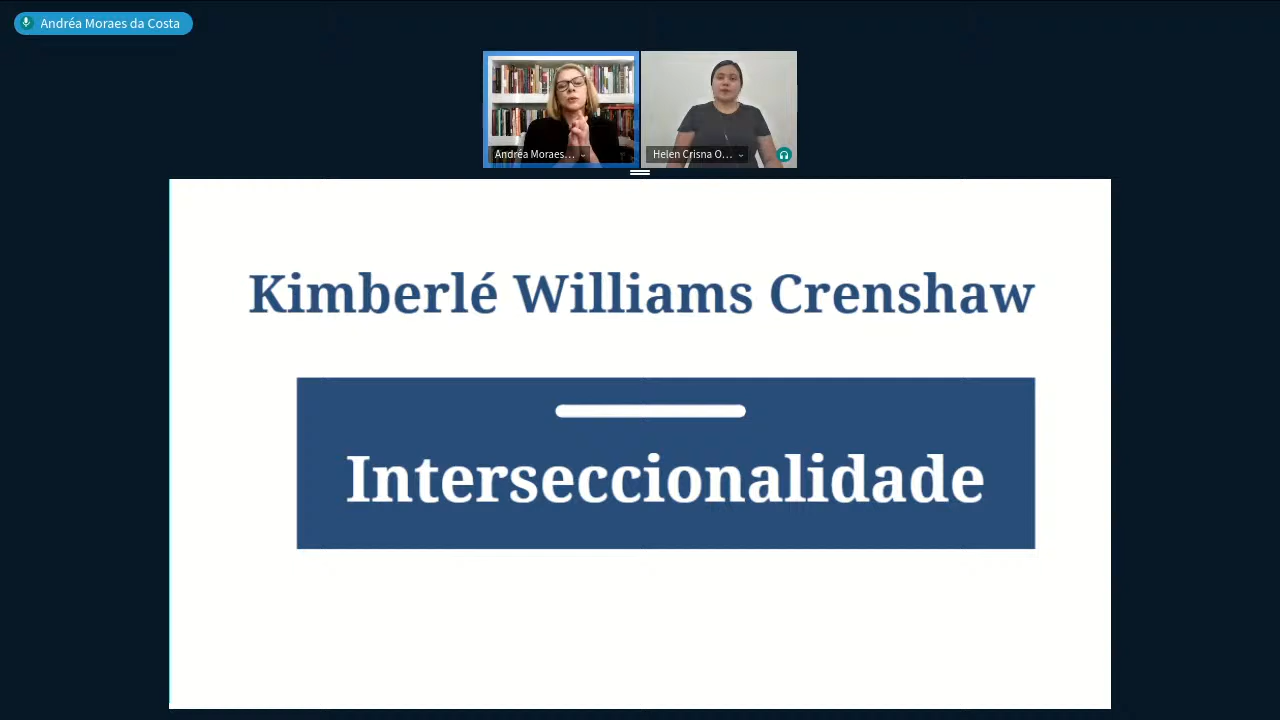 Andréa Moraes da Costa
Andréa Moraes...
Helen Crisna O...
Kimberlé Williams Crenshaw
Interseccionalidade